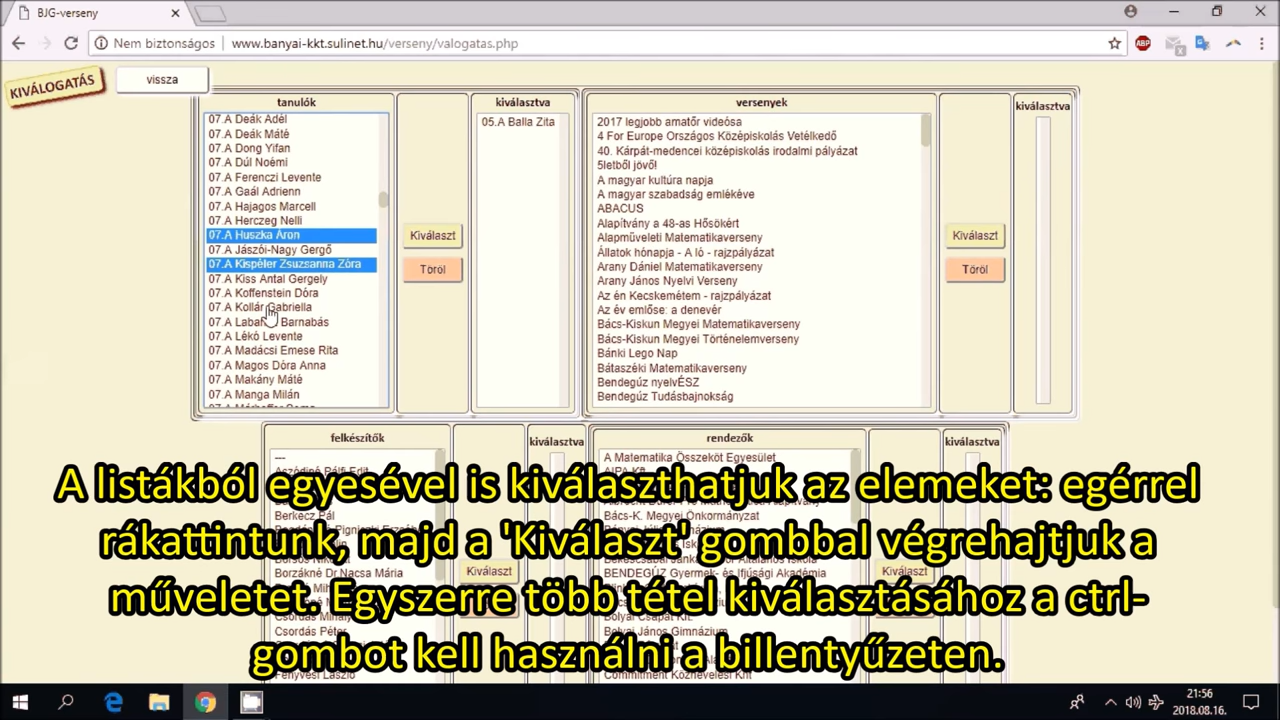 BJG-verseny
Nem biztonságos
www.banyai-kkt.sulinet.hu/verseny/valogatas.php
ABP
KIVÁLOGATÁS
vissza
tanulók
07.A Deák Adél
07.A Deák Máté
07.A Dong Yifan
07.A Dúl Noémi
07.A Ferenczi Levente
07.A Gaál Adrienn
07.A Hajagos Marcell
07.A Herczeg Nelli
07.A Huszka Áron
07.A Jászói-Nagy Gergő
07.A Kispéter Zsuzsanna Zóra
07.A Kiss Antal Gergely
07.A Koffenstein Dóra
07.A Kollár Gabriella
07.A Barnabás
07.A Lékó Levente
07.A Madácsi Emese Rita
07.A Magos Dóra Anna
07.A Makány Máté
07.A Manga Milán
Kiválaszt
Töröl
kiválasztva
05.A Balla Zita
versenyek
2017 legjobb amatőr videósa
4 For Europe Országos Középiskolás Vetélkedő
40. Kárpát-medencei középiskolás irodalmi pályázat
5letből jövő!
A magyar kultúra napja
A magyar szabadság emlékéve
ABACUS
Alapítvány a 48-as Hősökért
Alapműveleti Matematikaverseny
Állatok hónapja - A ló - rajzpályázat
Arany Dániel Matematikaverseny
Arany János Nyelvi Verseny
Az én Kecskemétem - rajzpályázat
Az év emlőse: a denevér
Bács-Kiskun Megyei Matematikaverseny
Bács-Kiskun Megyei Történelemverseny
Bánki Lego Nap
Bátaszéki Matematikaverseny
Bendegúz nyelvÉSZ
Bendegúz Tudásbajnokság
Kiválaszt
Töröl
kiválasztva
felkészítők
---
Berkecz Pál
Borzákné Dr.Nacsa Mária
Csordás Péter
Kiválaszt
kiválasztva
rendezők
A Matematika Összeköt Egyesület
Bács-K. Megyei Önkormányzat
BENDEGÚZ Gyermek- és Ifjúsági Akadémia
Bolyai János Gimnázium
Kiválaszt
kiválasztva
A listákból egyesével is kiválaszthatjuk az elemeket: egérrel
rákattintunk, majd a 'Kiválaszt' gombbal végrehajtjuk a
műveletet. Egyszerre több tétel kiválasztásához a ctrl-
gombot kell használni a billentyűzeten.
21:56
2018.08.16.